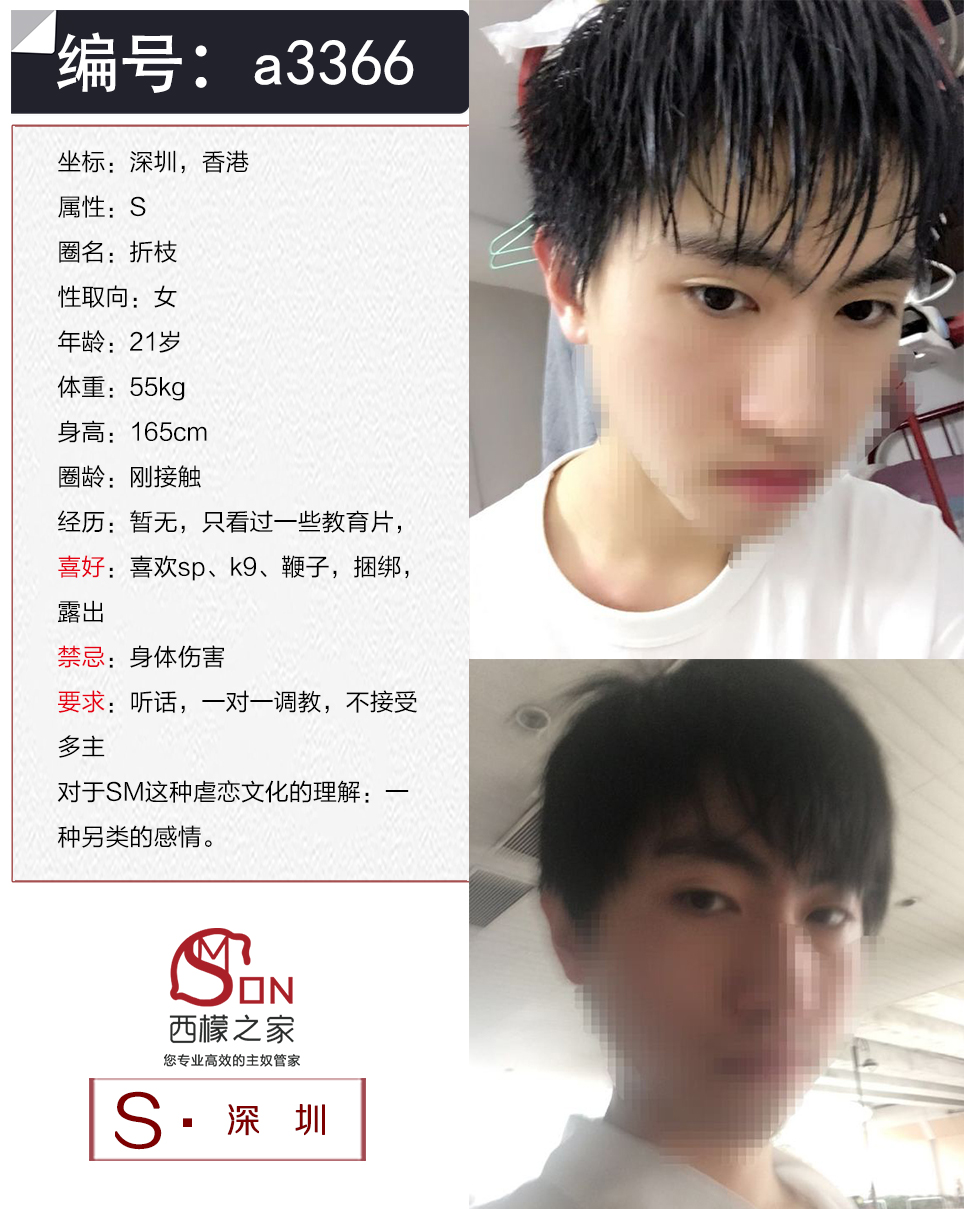 编号：a3366
坐标：深圳，香港
属性：S
圈名：折枝
性取向：女
年龄：21岁
体重：55kg
身高：165cm
圈龄：刚接触
经历：暂无，只看过一些教育片，
喜好：喜欢sp、k9、鞭子，捆绑，
露出
禁忌：身体伤害
要求：听话，一对一调教，不接受
多主
对于SM这种虐恋文化的理解：一
种另类的感情。
SMON
西檬之家
您专业高效的主奴管家
S·深圳